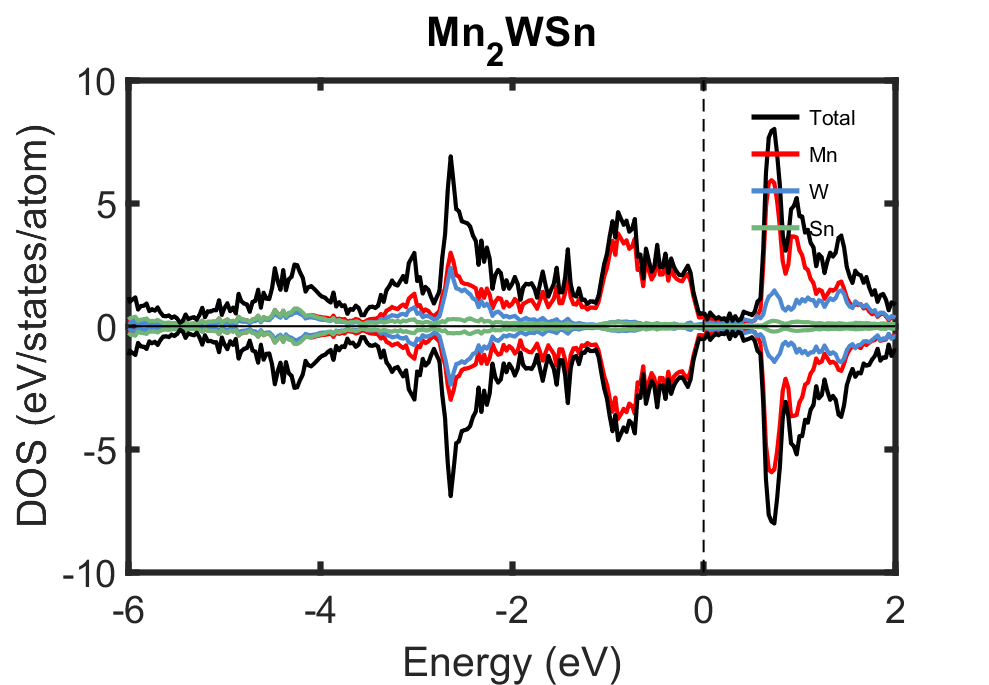 Mn2WSn
10
5
0
-5
-10
-6
-4
-2
0
2
DOS (eV/states/atom)
Energy (eV)
Total
Mn
W
Sn